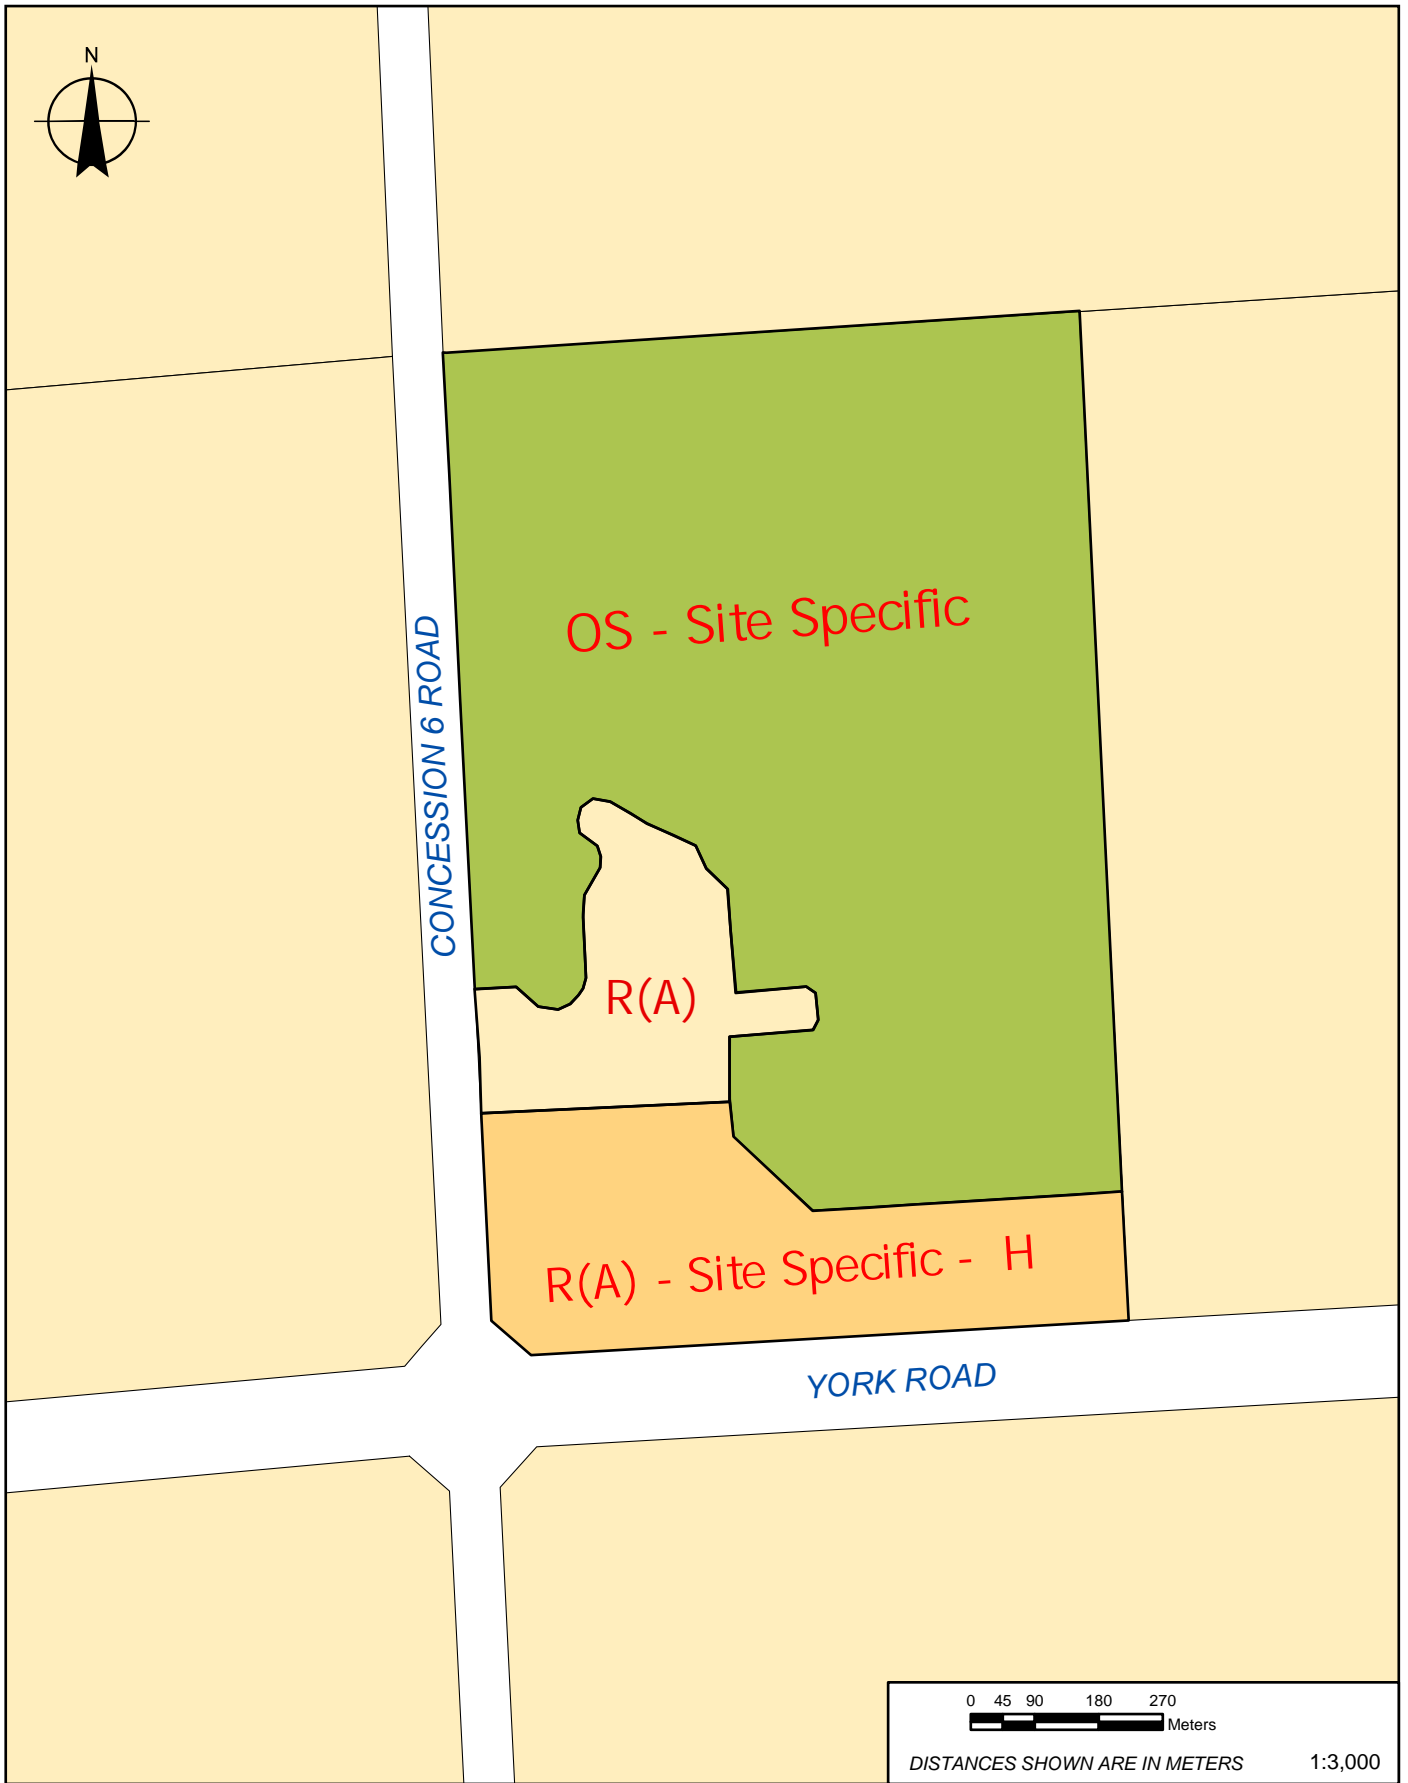 N
OS - Site Specific
CONCESSION 6 ROAD
R(A)
R(A) - Site Specific - H
YORK ROAD
0 45 90 180 270
Meters
DISTANCES SHOWN ARE IN METERS 1:3,000